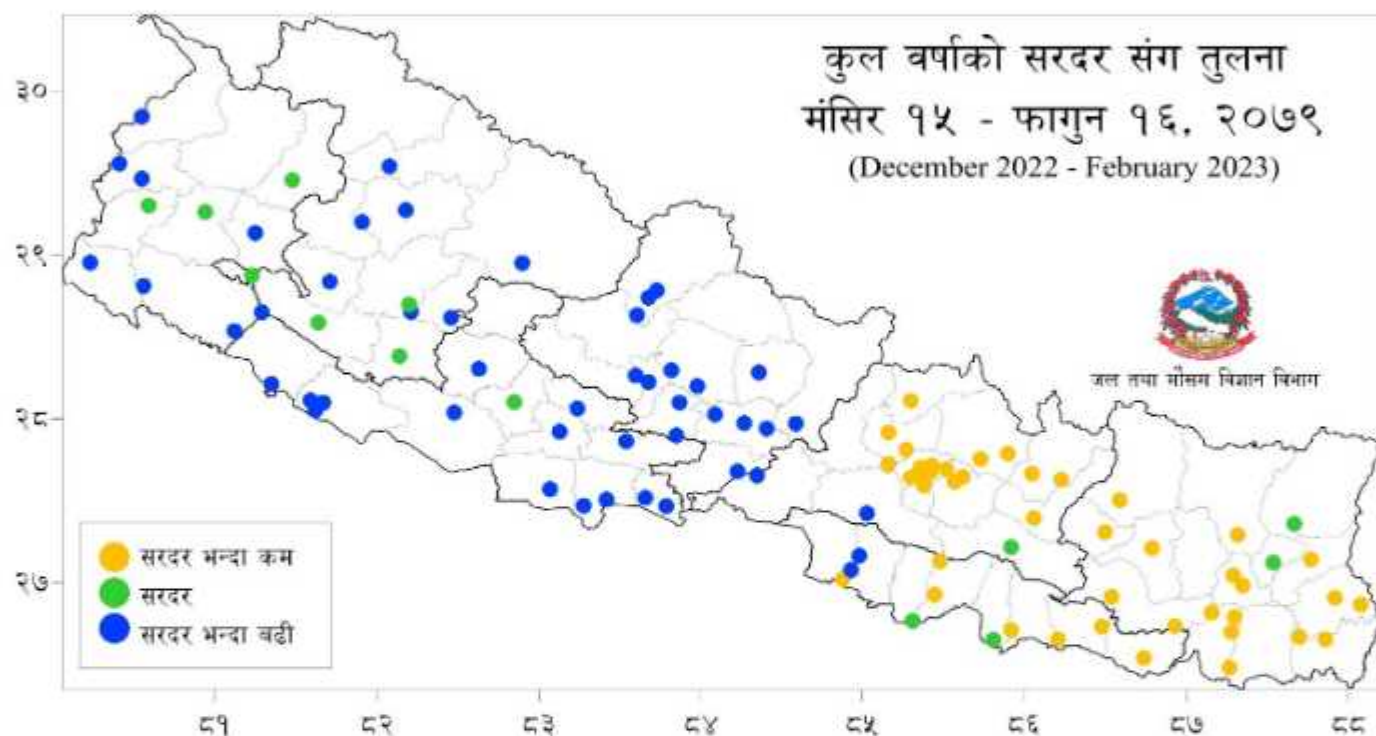 कुल वर्षाको सरदर संग तुलना
मंसिर १५ - फागुन १६, २०७९
(December 2022 - February 2023)
जल तथा मौसम विज्ञान विभाग
३०
२९
२८
२७
सरदर भन्दा कम
सरदर
सरदर भन्दा बढी
८१ ८२ ८३ ८४ ८५ ८६ ८७ ८८